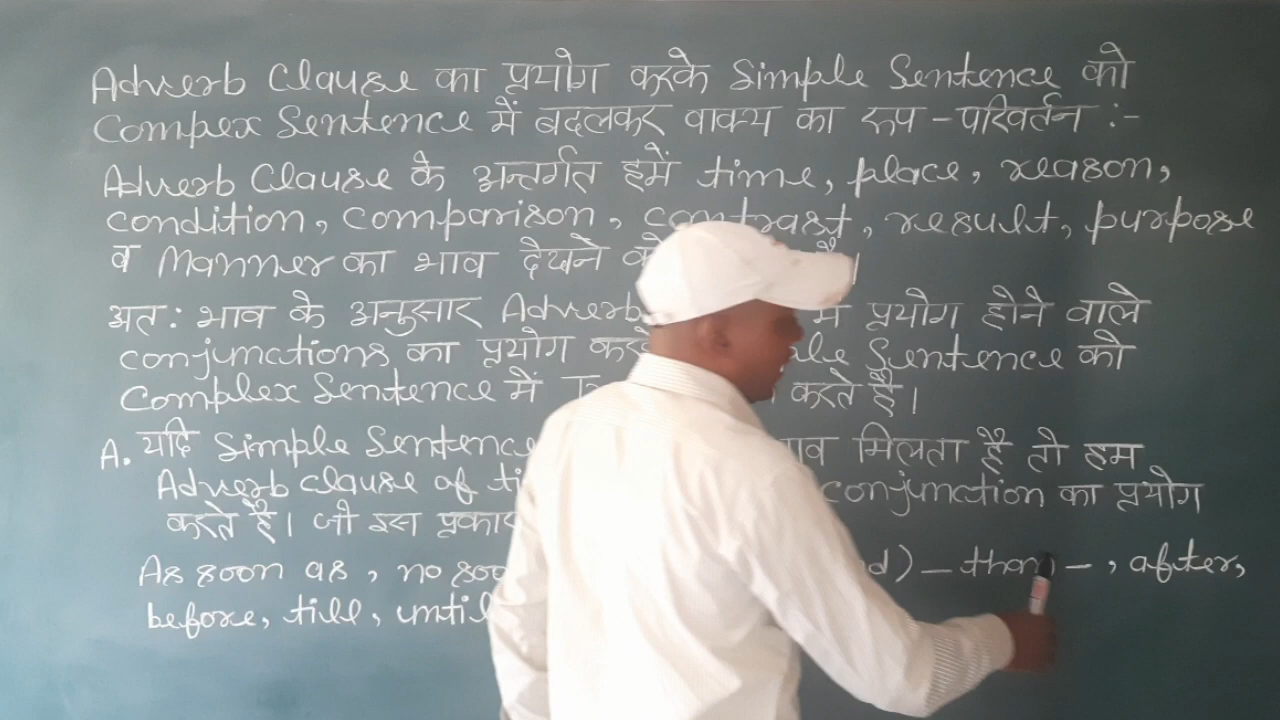 Adverb Clause का प्रयोग करके Simple Sentence को
Compex Sentence में बदलकर वाक्य का रूप - परिवर्तन :-
Adverb Clause के अन्तर्गत हमें time, place, reason,
condition, comparison, contrast, result, purpose
व Manner का भाव देखने
अत: भाव के अनुसार Adverb में प्रयोग होने वाले
conjunctions का प्रयोग Sentence को
Complex Sentence में करते हैं।
A. यदि Simple Sentence मिलता है तो हम
Adverb clause of conjunction का प्रयोग
करते हैं। जो इस
As soon as, no - than - , after,
before, till, until